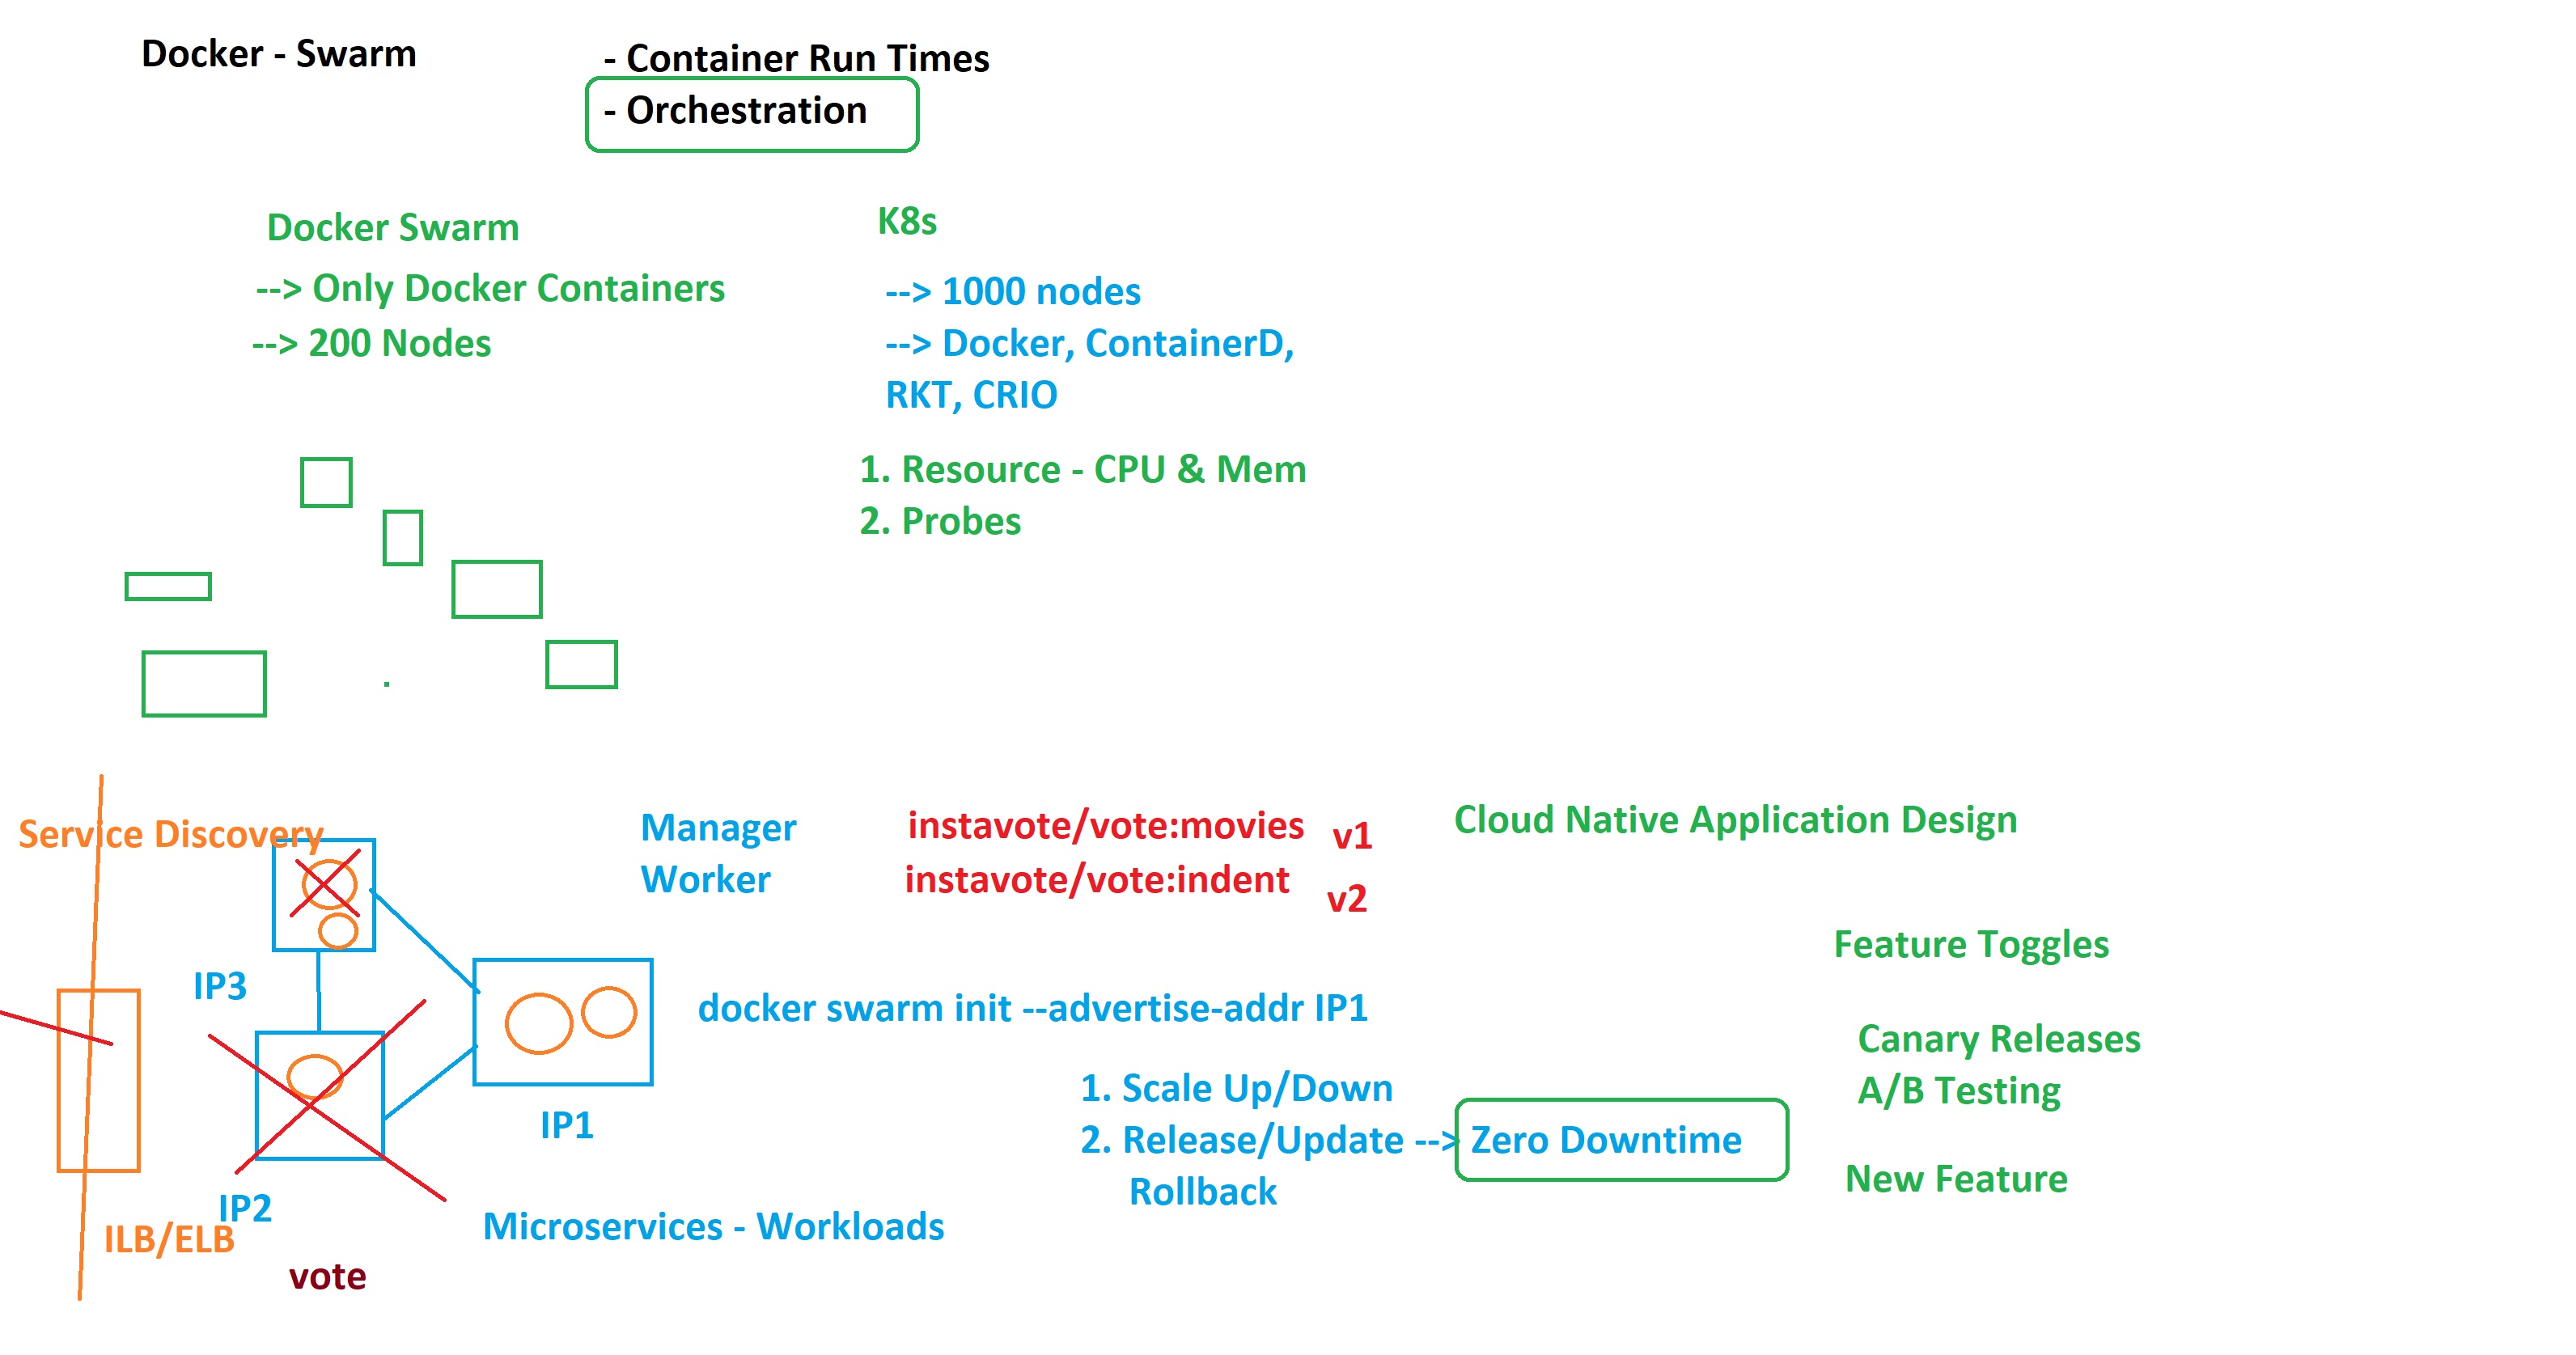 Docker - Swarm
- Container Run Times
- Orchestration
Docker Swarm
--> Only Docker Containers
--> 200 Nodes
K8s
--> 1000 nodes
--> Docker, ContainerD,
RKT, CRIO
1. Resource - CPU & Mem
2. Probes
Service Discovery
IP3
IP2
ILB/ELB
vote
IP1
Microservices - Workloads
Manager
Worker
instavote/vote:movies v1
instavote/vote:indent v2
docker swarm init --advertise-addr IP1
1. Scale Up/Down
2. Release/Update --> Zero Downtime
Rollback
Cloud Native Application Design
Feature Toggles
Canary Releases
A/B Testing
New Feature